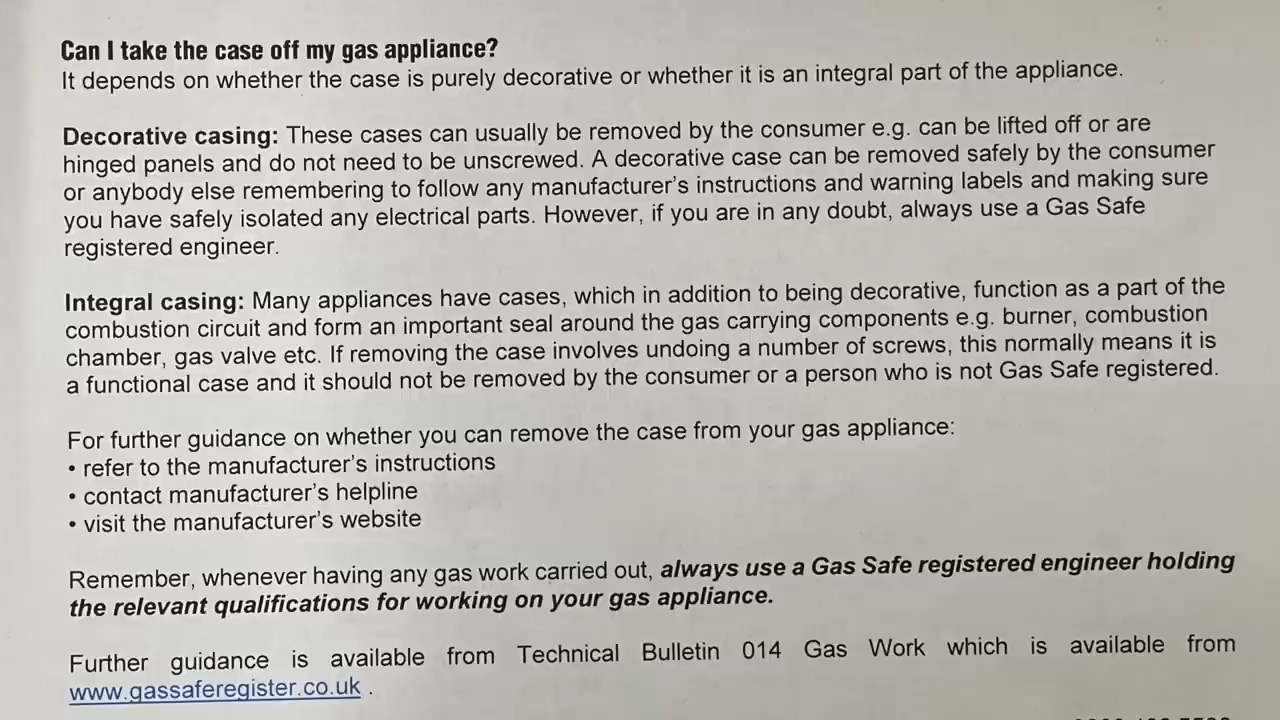 Can I take the case off my gas appliance?
It depends on whether the case is purely decorative or whether it is an integral part of the appliance.
Decorative casing: These cases can usually be removed by the consumer e.g. can be lifted off or are
hinged panels and do not need to be unscrewed. A decorative case can be removed safely by the consumer
or anybody else remembering to follow any manufacturer's instructions and warning labels and making sure
you have safely isolated any electrical parts. However, if you are in any doubt, always use a Gas Safe
registered engineer.
Integral casing: Many appliances have cases, which in addition to being decorative, function as a part of the
combustion circuit and form an important seal around the gas carrying components e.g. burner, combustion
chamber, gas valve etc. If removing the case involves undoing a number of screws, this normally means it is
a functional case and it should not be removed by the consumer or a person who is not Gas Safe registered.
For further guidance on whether you can remove the case from your gas appliance:
• refer to the manufacturer's instructions
• contact manufacturer's helpline
• visit the manufacturer's website
Remember, whenever having any gas work carried out, always use a Gas Safe registered engineer holding
the relevant qualifications for working on your gas appliance.
Further guidance is available from Technical Bulletin 014 Gas Work which is available from
www.gassaferegister.co.uk .